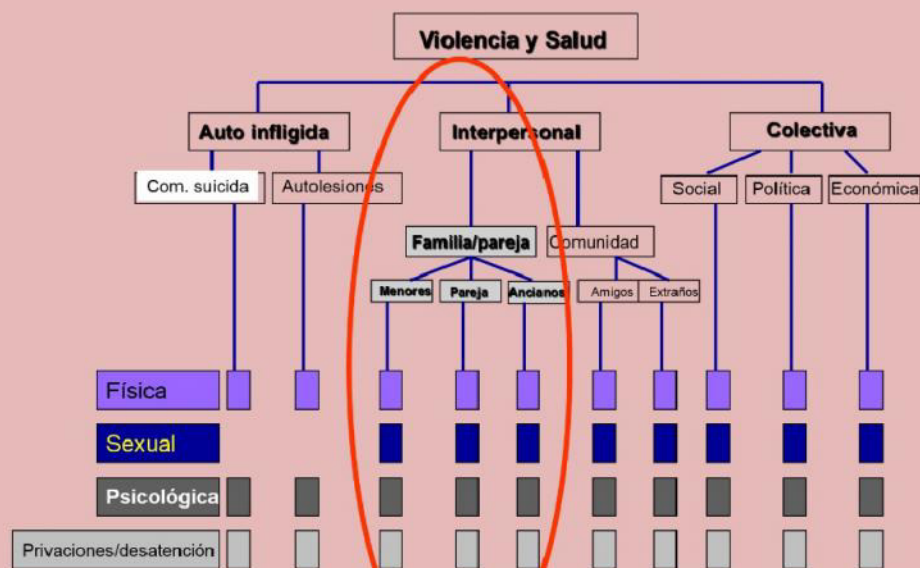 Violencia y Salud
Auto infligida
Interpersonal
Colectiva
Com. suicida
Autolesiones
Social
Política
Económica
Familia/pareja
Comunidad
Menores
Pareja
Ancianos
Amigos
Extraños
Física
Sexual
Psicológica
Privaciones/desatención